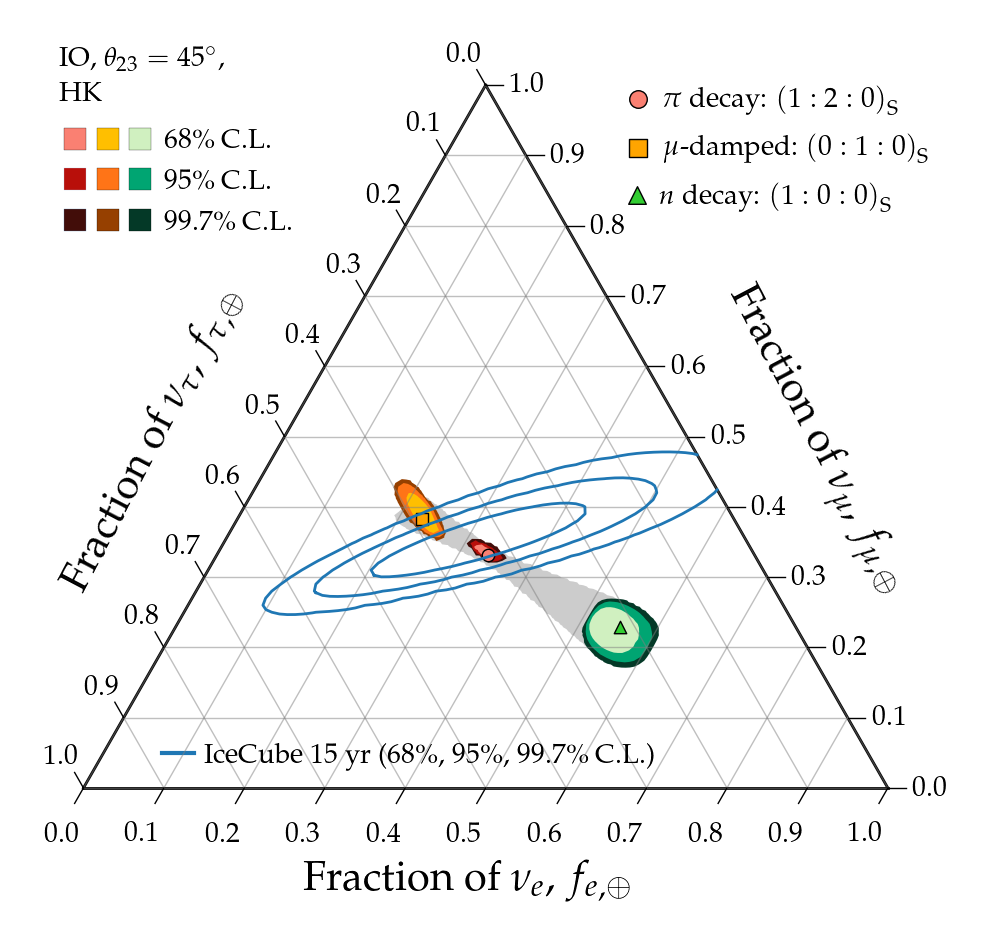 IO, θ₂₃ = 45°,
HK
68% C.L.
95% C.L.
99.7% C.L.
π decay: (1 : 2 : 0)S
μ-damped: (0 : 1 : 0)S
n decay: (1 : 0 : 0)S
Fraction of ντ, fτ,⊕
0.0
0.1
0.2
0.3
0.4
0.5
0.6
0.7
0.8
0.9
1.0
Fraction of νμ, fμ,⊕
1.0
0.9
0.8
0.7
0.6
0.5
0.4
0.3
0.2
0.1
0.0
IceCube 15 yr (68%, 95%, 99.7% C.L.)
0.0 0.1 0.2 0.3 0.4 0.5 0.6 0.7 0.8 0.9 1.0
Fraction of νe, fe,⊕